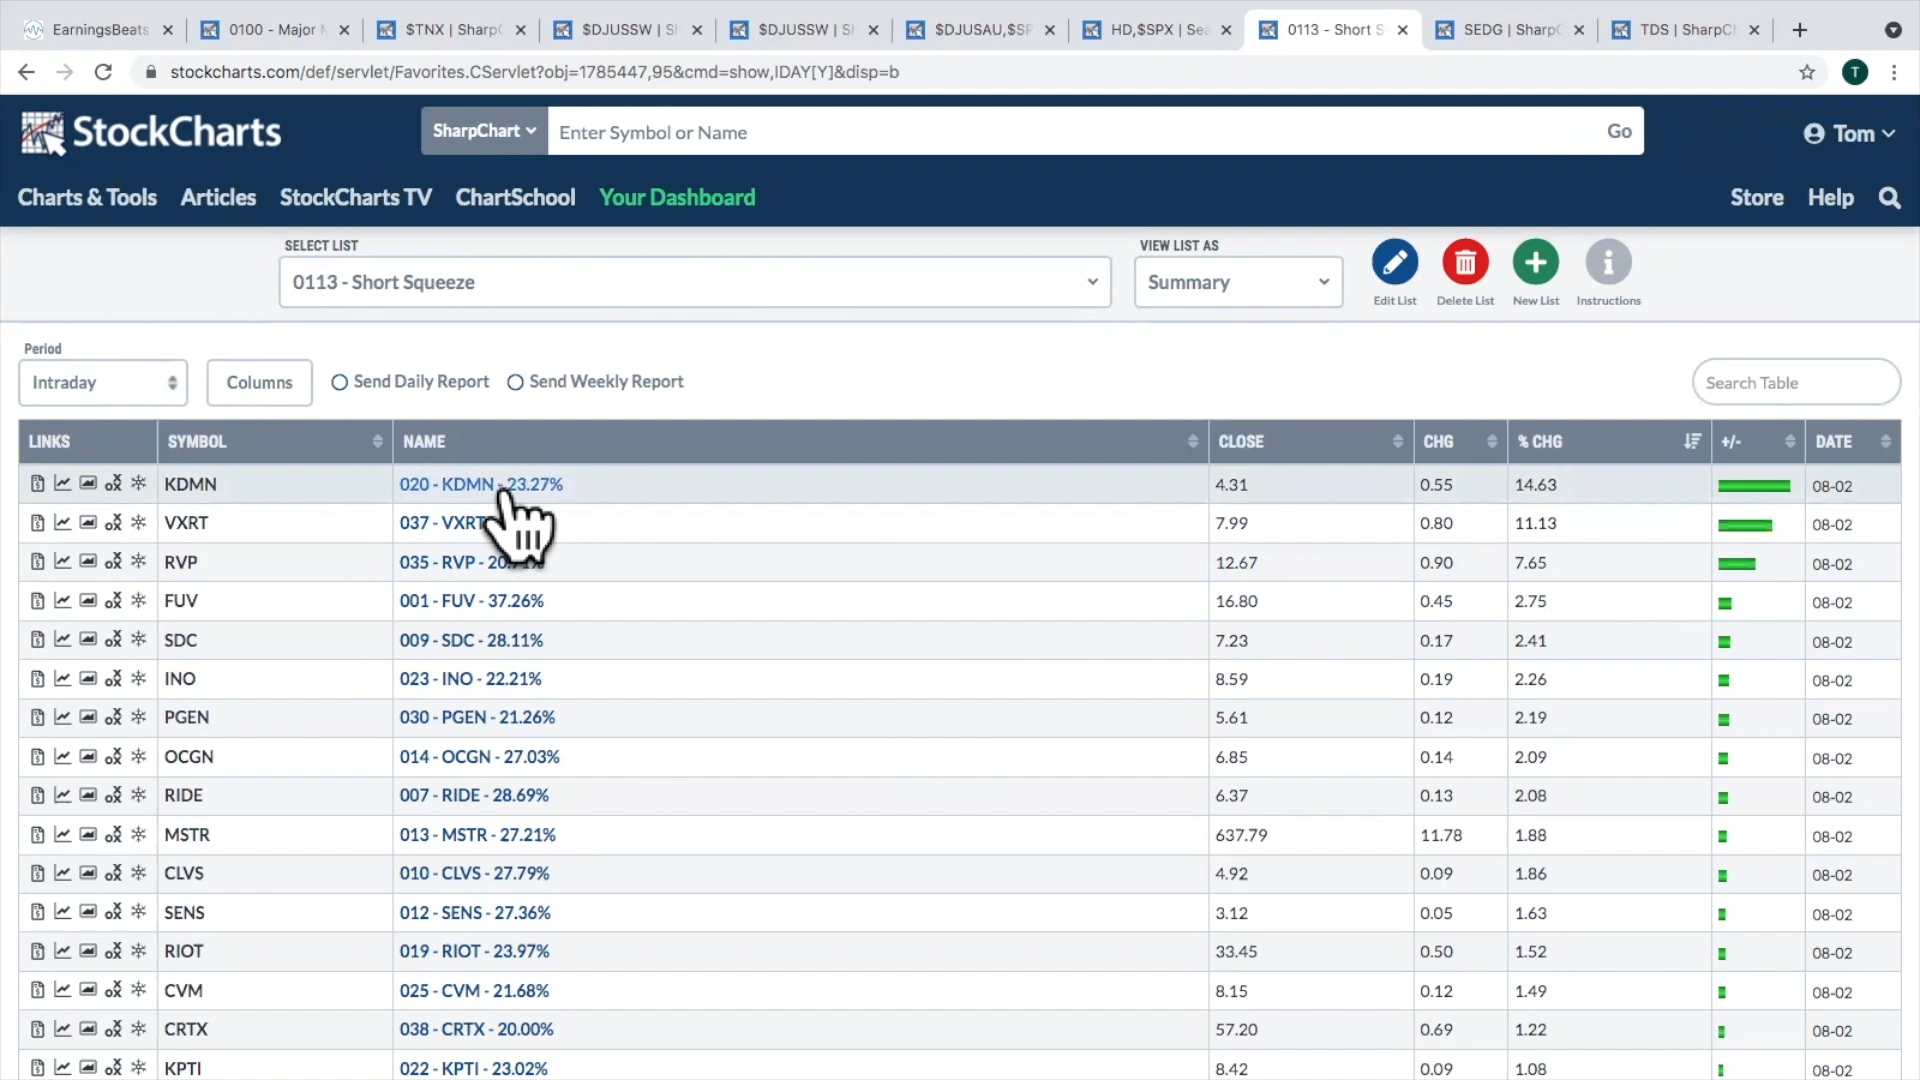 EarningsBeats
0100 - Major
$TNX | Sharp
$DJUSSW | S
$DJUSSW | S
$DJUSAU,$SP
HD,$SPX | Sea
0113 - Short S
SEDG | Sharp
TDS | SharpC
stockcharts.com/def/servlet/Favorites.CServlet?obj=1785447,95&cmd=show,IDAY[Y]&disp=b
T
StockCharts
SharpChart
Enter Symbol or Name
Go
Tom
Charts & Tools
Articles
StockCharts TV
ChartSchool
Your Dashboard
Store
Help
SELECT LIST
0113 - Short Squeeze
VIEW LIST AS
Summary
Edit List
Delete List
New List
Instructions
Period
Intraday
Columns
Send Daily Report
Send Weekly Report
Search Table
LINKS SYMBOL NAME CLOSE CHG % CHG +/- DATE
KDMN 020 - KDMN - 23.27% 4.31 0.55 14.63 08-02
VXRT 037 - VXRT 7.99 0.80 11.13 08-02
RVP 035 - RVP 12.67 0.90 7.65 08-02
FUV 001 - FUV - 37.26% 16.80 0.45 2.75 08-02
SDC 009 - SDC - 28.11% 7.23 0.17 2.41 08-02
INO 023 - INO - 22.21% 8.59 0.19 2.26 08-02
PGEN 030 - PGEN - 21.26% 5.61 0.12 2.19 08-02
OCGN 014 - OCGN - 27.03% 6.85 0.14 2.09 08-02
RIDE 007 - RIDE - 28.69% 6.37 0.13 2.08 08-02
MSTR 013 - MSTR - 27.21% 637.79 11.78 1.88 08-02
CLVS 010 - CLVS - 27.79% 4.92 0.09 1.86 08-02
SENS 012 - SENS - 27.36% 3.12 0.05 1.63 08-02
RIOT 019 - RIOT - 23.97% 33.45 0.50 1.52 08-02
CVM 025 - CVM - 21.68% 8.15 0.12 1.49 08-02
CRTX 038 - CRTX - 20.00% 57.20 0.69 1.22 08-02
KPTI 022 - KPTI - 23.02% 8.42 0.09 1.08 08-02